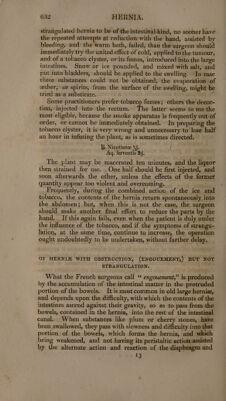 632 HERNIA.
strangulated hernia to be of the intestinal kind, no sooner have
the repeated attempts at reduction with the hand, assisted by
bleeding, and the warm bath, failed, than the surgeon should
immediately try the united effect of cold, applied to the tumour,
and of a tobacco clyster, or its fumes, introduced into the large
intestines. Snow or ice pounded, and mixed with salt, and
put into bladders, should be applied to the swelling. In case
these substances could not be obtained, the evaporation of
æther, or spirits, from the surface of the swelling, might be
tried as a substitute.
Some practitioners prefer tobacco fumes; others the decoc-
tion, injected into the rectum. The latter seems to me the
most eligible, because the smoke apparatus is frequently out of
order, or cannot be immediately obtained. In preparing the
tobacco clyster, it is very wrong and unnecessary to lose half
an hour in infusing the plant, as is sometimes directed.
℞ Nicotianæ ʒj.
Aq. ferventis ℔j.
The plant may be macerated ten minutes, and the liquor
then strained for use. One half should be first injected, and
soon afterwards the other, unless the effects of the former
quantity appear too violent and overcoming.
Frequently, during the combined action of the ice and
tobacco, the contents of the hernia return spontaneously into
the abdomen; but, when this is not the case, the surgeon
should make another final effort to reduce the parts by the
hand. If this again fails, even when the patient is duly under
the influence of the tobacco, and if the symptoms of strangu-
lation, at the same time, continue to increase, the operation
ought undoubtedly to be undertaken, without farther delay.
OF HERNIÆ WITH OBSTRUCTION, (ENGOUEMENT,) BUT NOT
STRANGULATION.
What the French surgeons call "engouement," is produced
by the accumulation of the intestinal matter in the protruded
portion of the bowels. It is most common in old large herniæ,
and depends upon the difficulty, with which the contents of the
intestines ascend against their gravity, so as to pass from the
bowels, contained in the hernia, into the rest of the intestinal
canal. When substances like plum or cherry stones, have
been swallowed, they pass with slowness and difficulty into that
portion of the bowels, which forms the hernia, and which
being weakened, and not having its peristaltic action assisted
by the alternate action and reaction of the diaphragm and
13